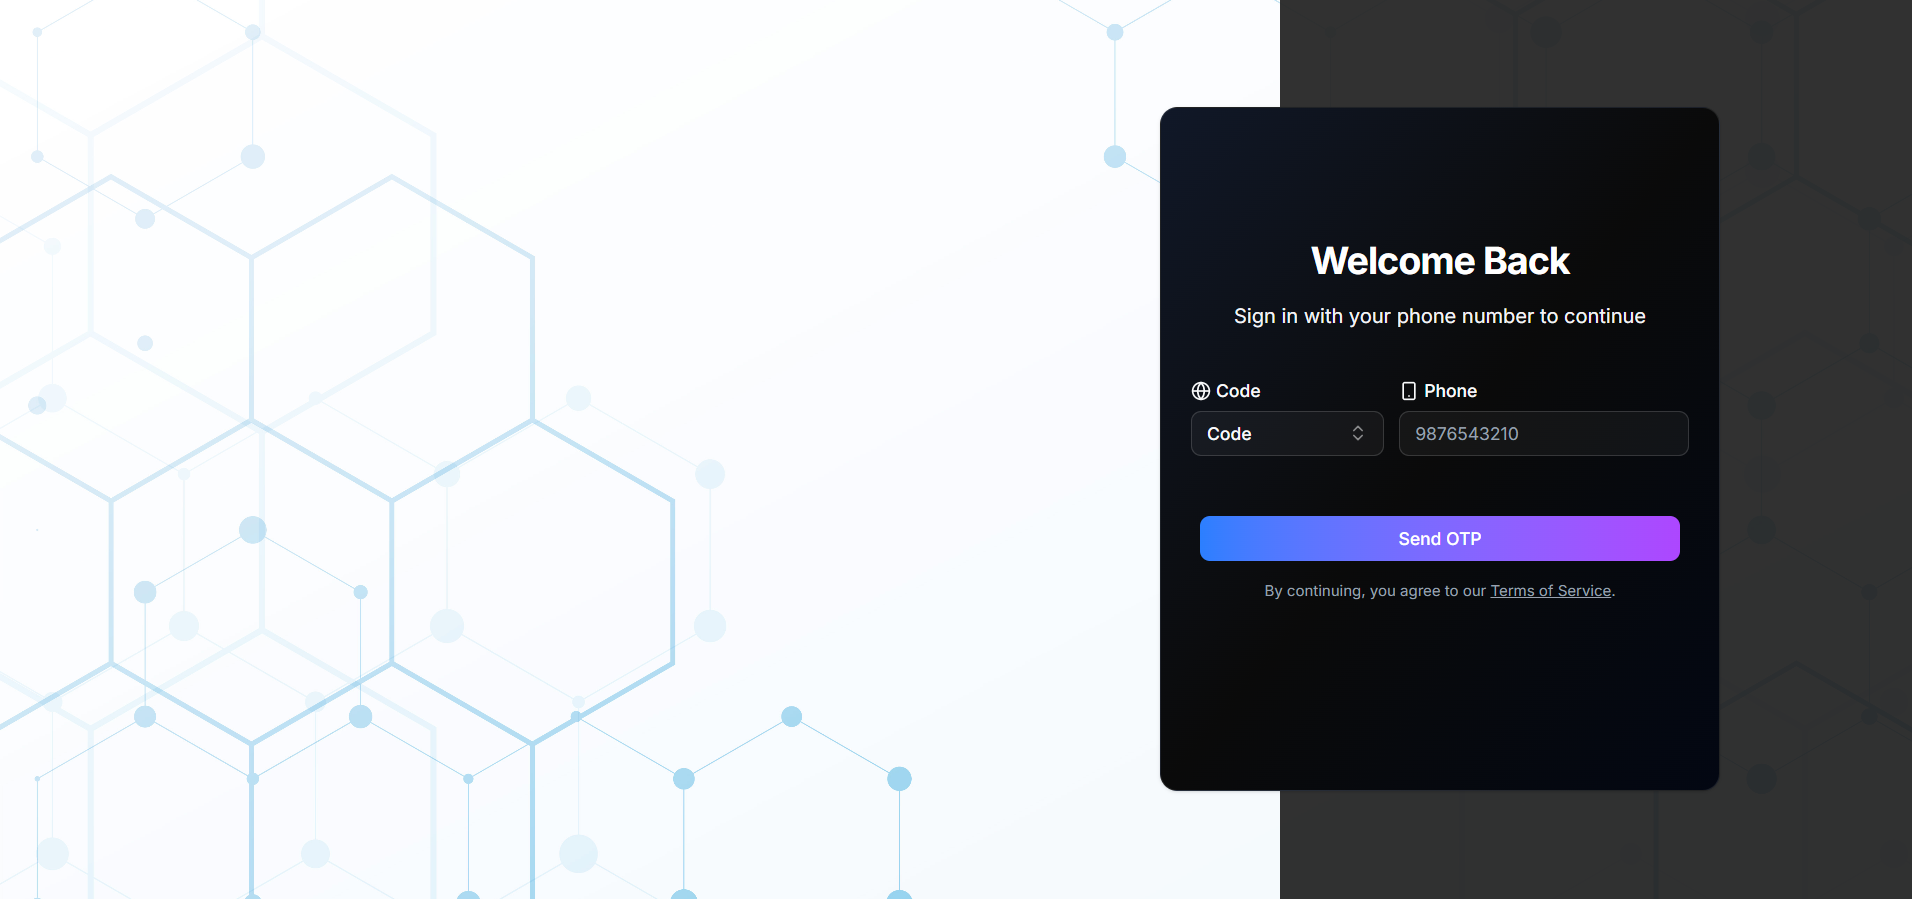 Welcome Back
Sign in with your phone number to continue
Code Phone
Code 9876543210
Send OTP
By continuing, you agree to our Terms of Service.